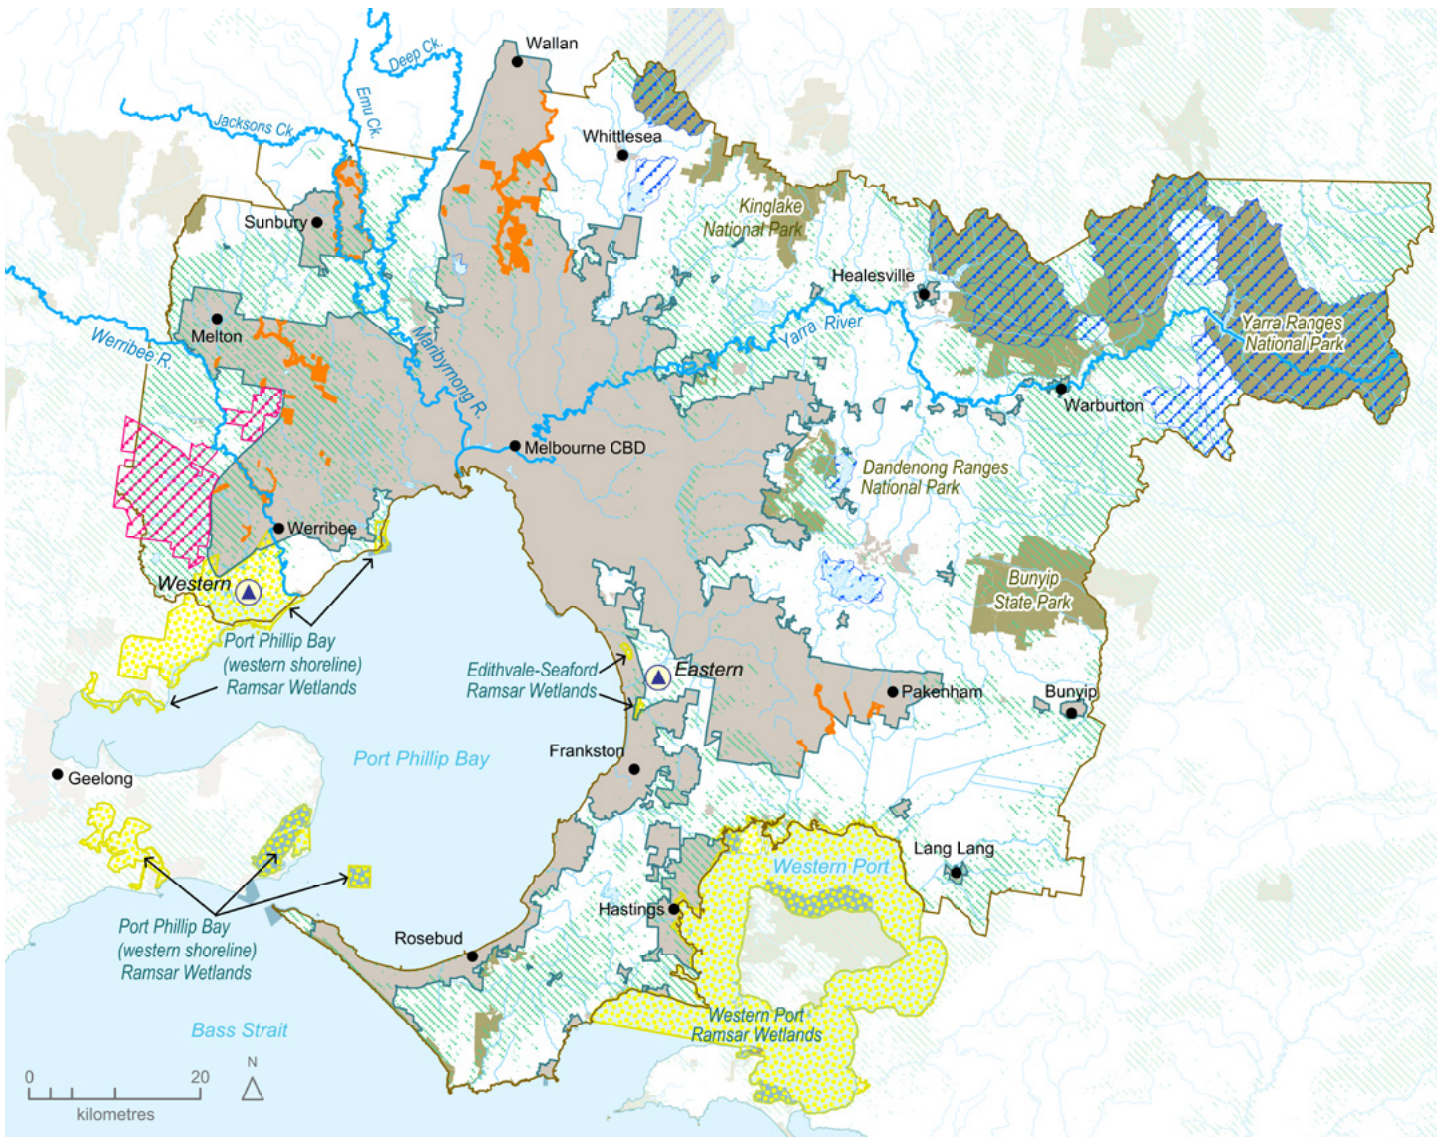 Wallan
Deep Ck.
Emu Ck.
Jacksons Ck.
Whittlesea
Kinglake
National Park
Sunbury
Healesville
Melton
Werribee R.
Maribyrnong R.
Yarra River
Yarra Ranges
National Park
Warburton
Melbourne CBD
Dandenong Ranges
National Park
Werribee
Western
Bunyip
State Park
Port Phillip Bay
(western shoreline)
Ramsar Wetlands
Edithvale-Seaford
Ramsar Wetlands
Eastern
Pakenham
Bunyip
Frankston
Port Phillip Bay
Geelong
Lang Lang
Western Port
Hastings
Port Phillip Bay
(western shoreline)
Ramsar Wetlands
Rosebud
Western Port
Ramsar Wetlands
Bass Strait
N
0 20
kilometres